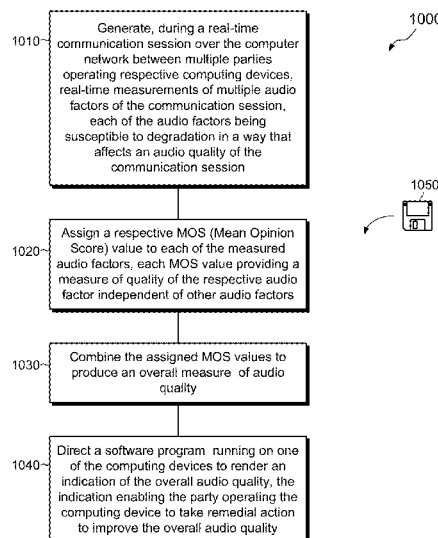 1000
1010
Generate, during a real-time
communication session over the computer
network between multiple parties
operating respective computing devices,
real-time measurements of multiple audio
factors of the communication session,
each of the audio factors being
susceptible to degradation in a way that
affects an audio quality of the
communication session
1050
1020
Assign a respective MOS (Mean Opinion
Score) value to each of the measured
audio factors, each MOS value providing a
measure of quality of the respective audio
factor independent of other audio factors
1030
Combine the assigned MOS values to
produce an overall measure of audio
quality
1040
Direct a software program running on one
of the computing devices to render an
indication of the overall audio quality, the
indication enabling the party operating the
computing device to take remedial action
to improve the overall audio quality